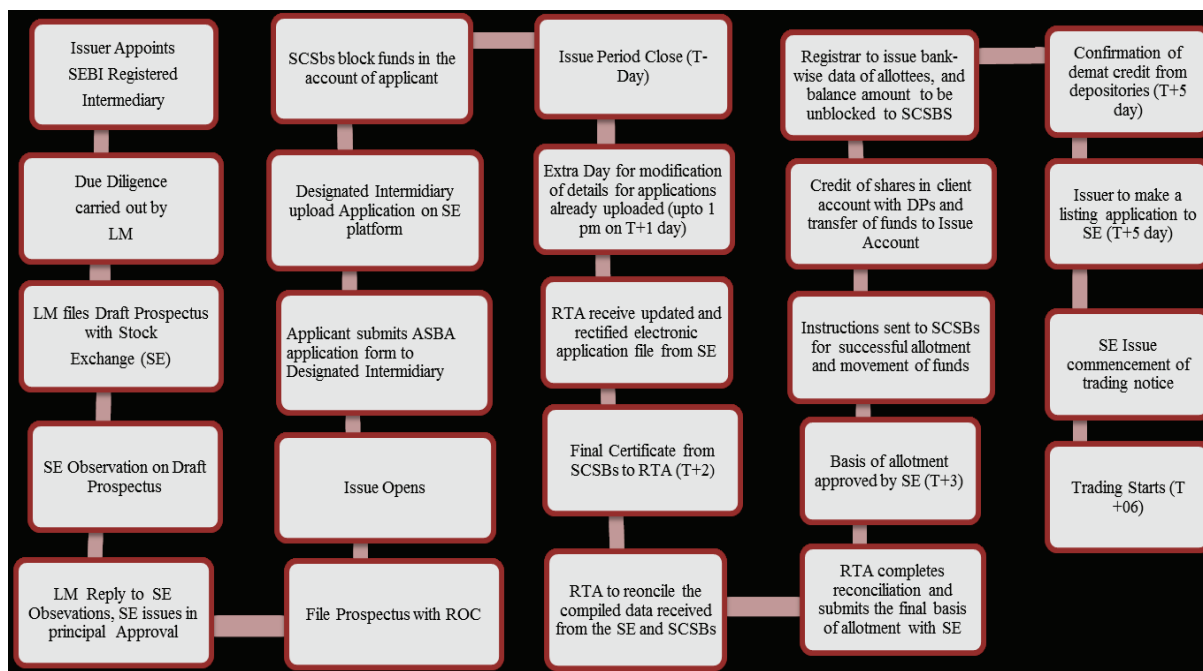 Issuer Appoints
SEBI Registered
Intermediary
Due Diligence
carried out by
LM
LM files Draft Prospectus
with Stock
Exchange (SE)
SE Observation on Draft
Prospectus
LM Reply to SE
Obsevations, SE issues in
principal Approval
File Prospectus with ROC
Issue Opens
Applicant submits ASBA
application form to
Designated Intermidiary
Designated Intermidiary
upload Application on SE
platform
SCSbs block funds in the
account of applicant
Issue Period Close (T-
Day)
Extra Day for modification
of details for applications
already uploaded (upto 1
pm on T+1 day)
RTA receive updated and
rectified electronic
application file from SE
Final Certificate from
SCSBs to RTA (T+2)
RTA to reconcile the
compiled data received
from the SE and SCSBs
RTA completes
reconciliation and
submits the final basis
of allotment with SE
Basis of allotment
approved by SE (T+3)
Instructions sent to SCSBs
for successful allotment
and movement of funds
Credit of shares in client
account with DPs and
transfer of funds to Issue
Account
Registrar to issue bank-
wise data of allottees, and
balance amount to be
unblocked to SCSBS
Confirmation of
demat credit from
depositories (T+5
day)
Issuer to make a
listing application to
SE (T+5 day)
SE Issue
commencement of
trading notice
Trading Starts (T
+06)